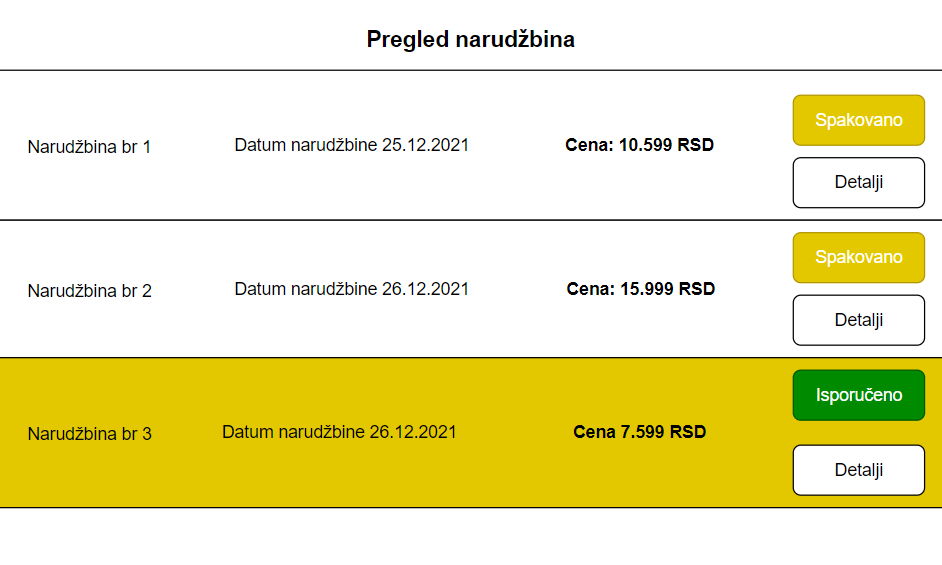 Pregled narudžbina
Narudžbina br 1
Datum narudžbine 25.12.2021
Cena: 10.599 RSD
Spakovano
Detalji
Narudžbina br 2
Datum narudžbine 26.12.2021
Cena: 15.999 RSD
Spakovano
Detalji
Narudžbina br 3
Datum narudžbine 26.12.2021
Cena 7.599 RSD
Isporučeno
Detalji